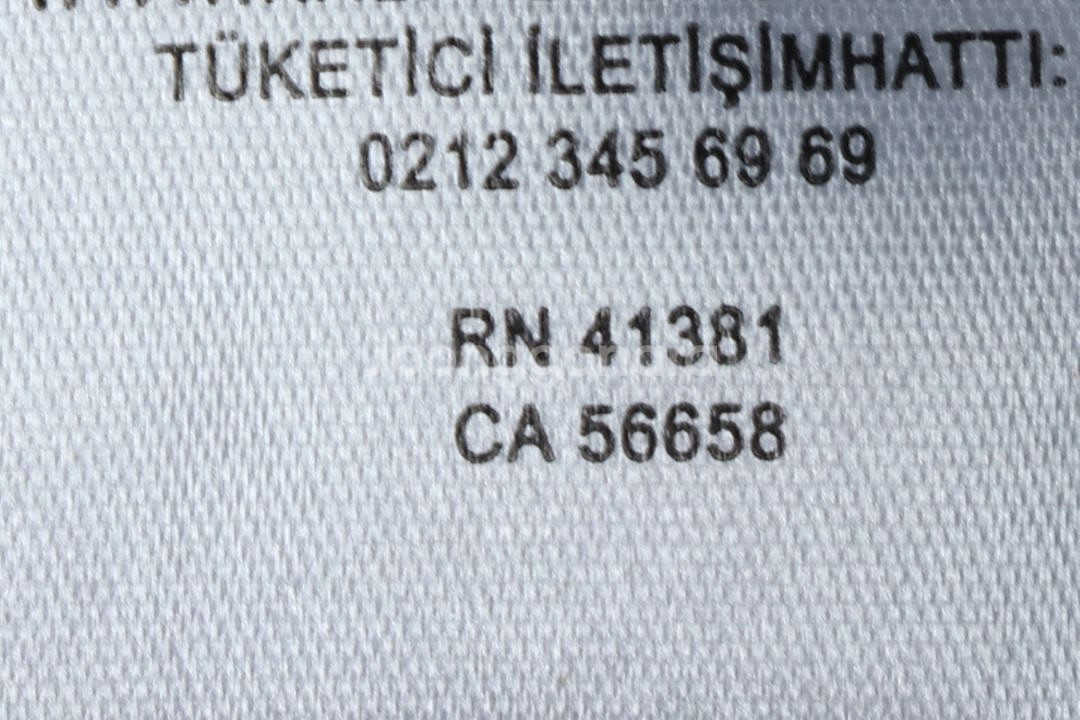 TÜKETİCİ İLETİŞİMHATTI:
0212 345 69 69
RN 41381
CA 56658